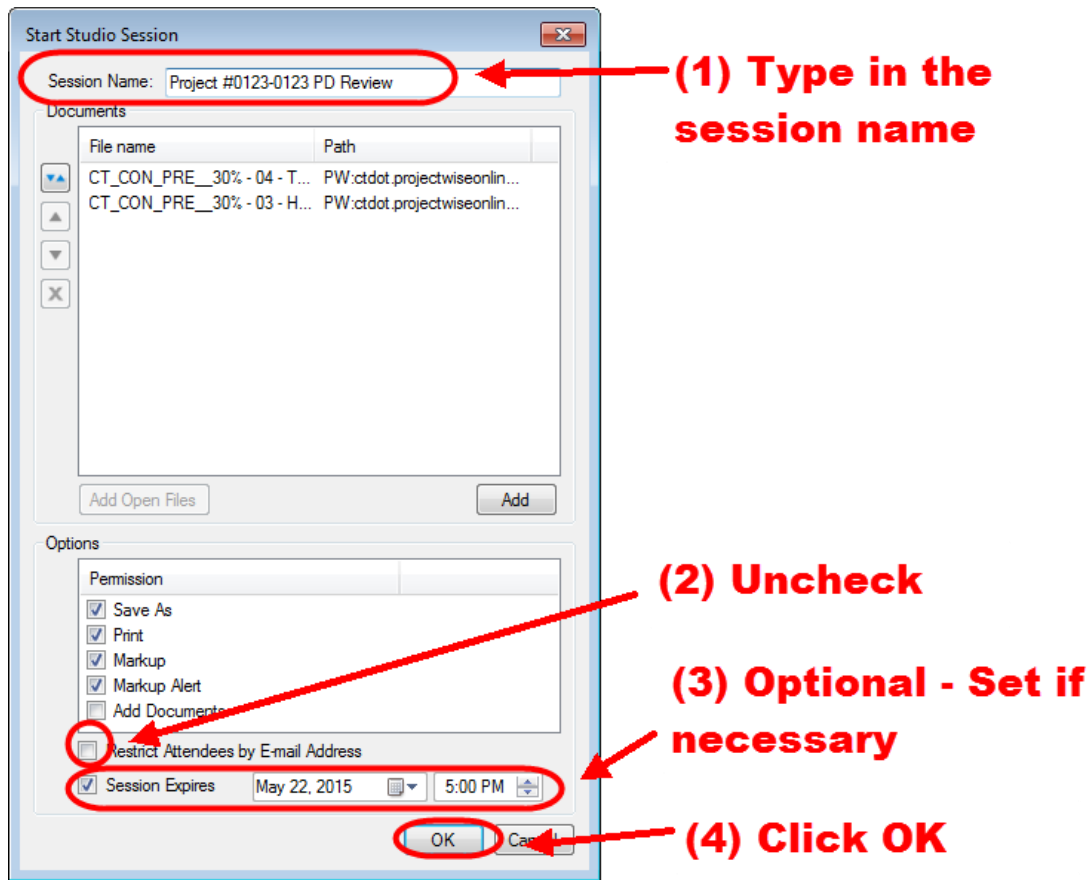 Start Studio Session
Session Name: Project #0123-0123 PD Review
(1) Type in the
session name
Documents
File name Path
CT_CON_PRE__30% - 04 - T... PW:ctdot.projectwiseonlin...
CT_CON_PRE__30% - 03 - H... PW:ctdot.projectwiseonlin...
Add Open Files Add
Options
Permission
(2) Uncheck
Save As
Print
Markup
Markup Alert
Add Documents
(3) Optional - Set if
necessary
Restrict Attendees by E-mail Address
Session Expires May 22, 2015 5:00 PM
OK Cancel
(4) Click OK